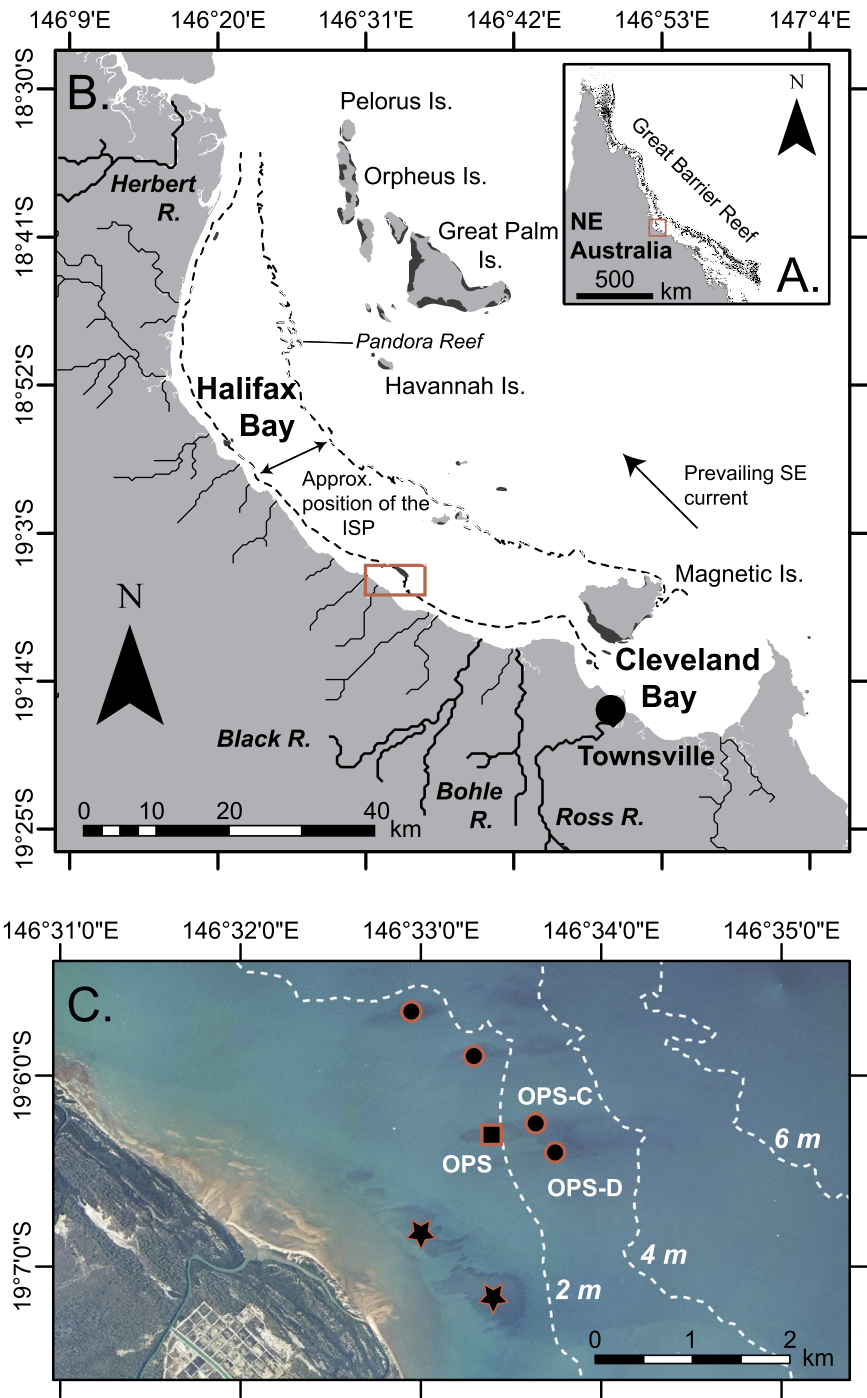 146°9'E 146°20'E 146°31'E 146°42'E 146°53'E 147°4'E
18°30'S
18°41'S
18°52'S
19°3'S
19°14'S
19°25'S
B.
Pelorus Is.
Orpheus Is.
Great Palm
Is.
Herbert
R.
Pandora Reef
Havannah Is.
Halifax
Bay
Approx.
position of the
ISP
Prevailing SE
current
Magnetic Is.
Cleveland
Bay
Townsville
N
Black R.
Bohle
R.
Ross R.
0 10 20 40
km
N
Great Barrier Reef
NE
Australia
500
km
A.
146°31'0"E 146°32'0"E 146°33'0"E 146°34'0"E 146°35'0"E
19°6'0"S
19°7'0"S
C.
OPS-C
OPS
OPS-D
6 m
4 m
2 m
0 1 2
km